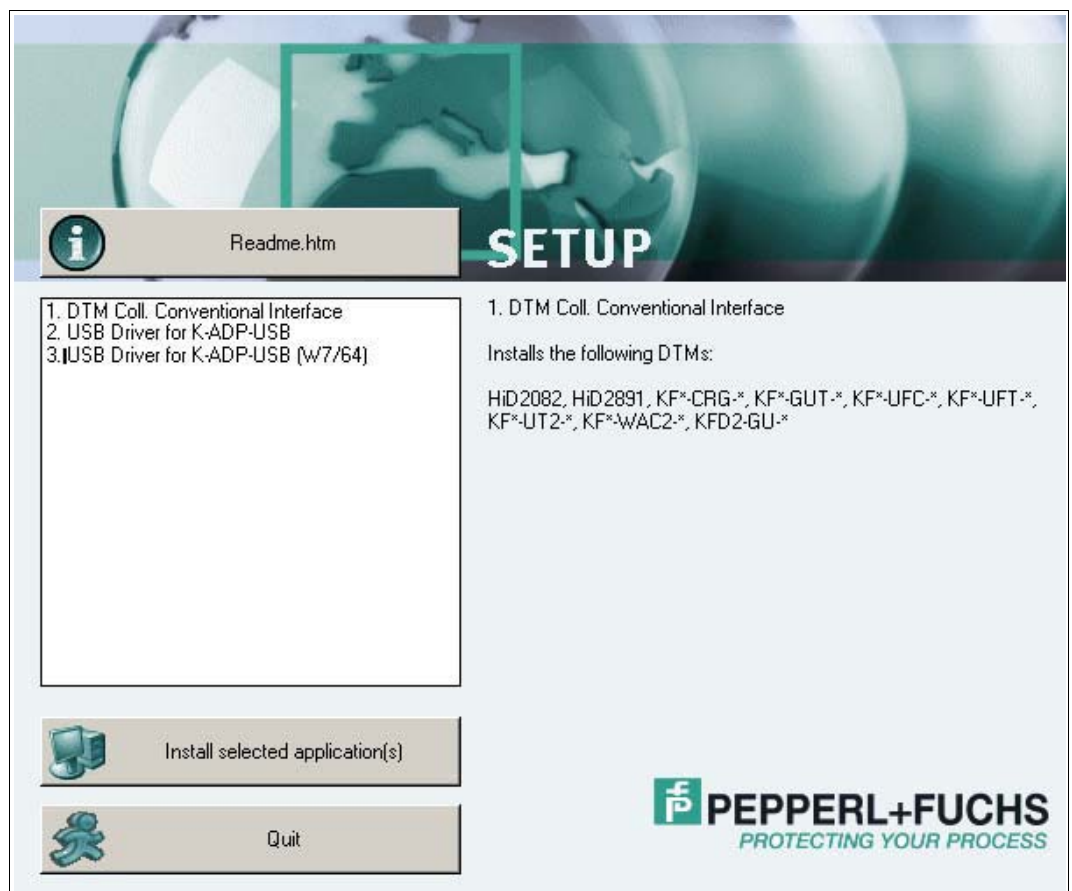 Readme.htm
SETUP
1. DTM Coll. Conventional Interface
2. USB Driver for K-ADP-USB
3. USB Driver for K-ADP-USB (W7/64)
1. DTM Coll. Conventional Interface
Installs the following DTMs:
HiD2082, HiD2891, KF*-CRG-*, KF*-GUT-*, KF*-UFC-*, KF*-UFT-*,
KF*-UT2-*, KF*-WAC2-*, KFD2-GU-*
Install selected application(s)
Quit
PEPPERL+FUCHS
PROTECTING YOUR PROCESS